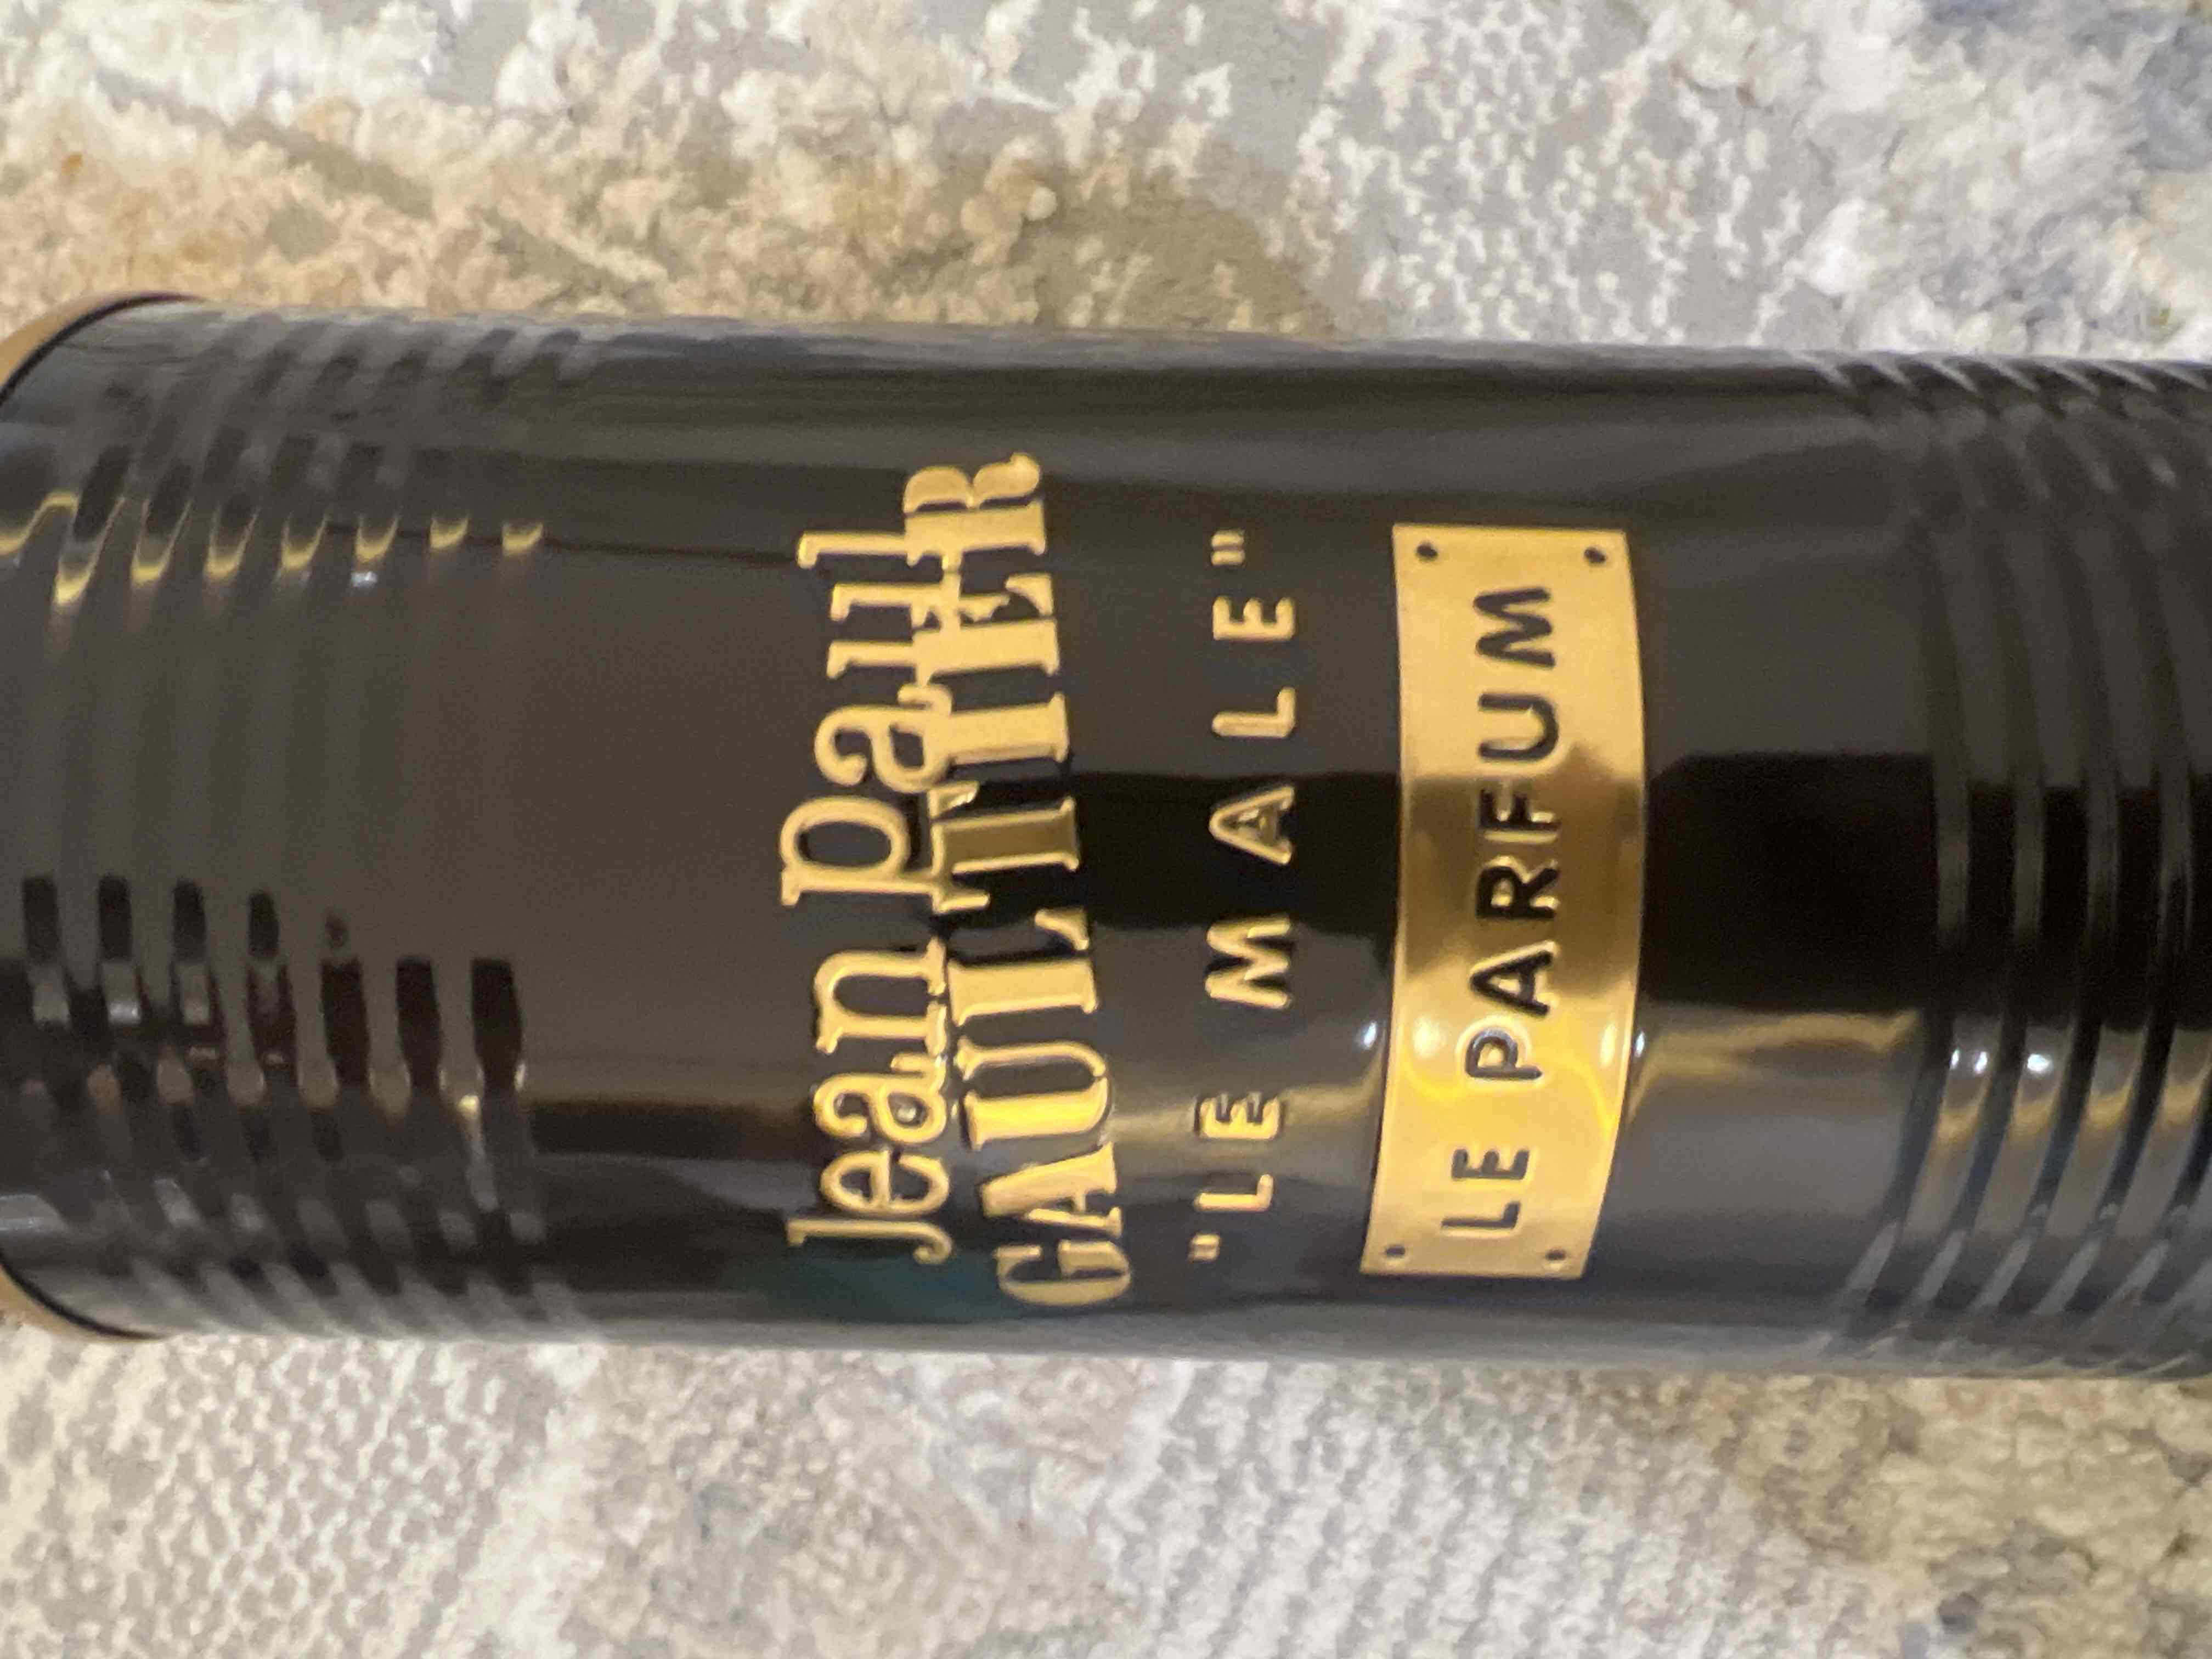 Jean Paul
GAULTIER
"LE MALE"
LE PARFUM